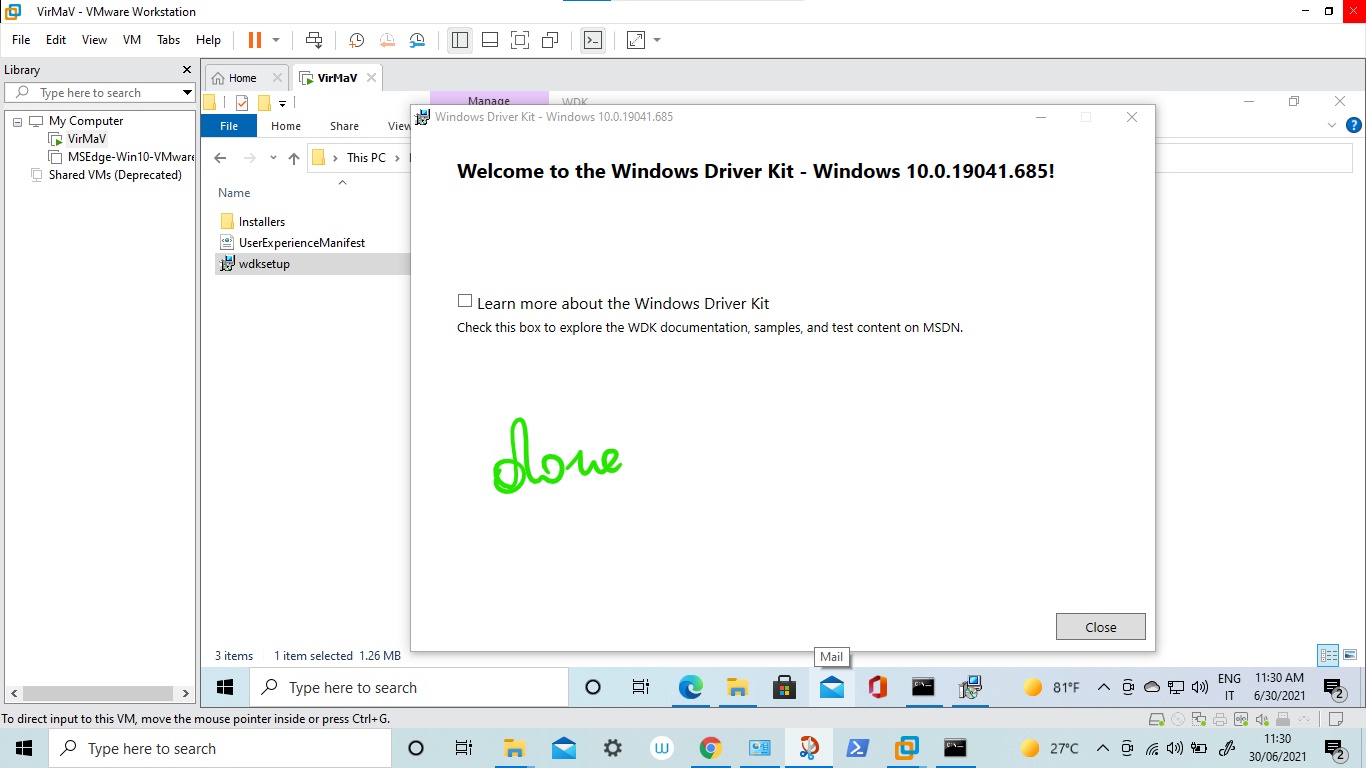 VirMaV - VMware Workstation
File Edit View VM Tabs Help
Library
Type here to search
My Computer
VirMaV
MSEdge-Win10-VMware
Shared VMs (Deprecated)
Home VirMaV
Manage WDK
File Home Share View
This PC
Name
Installers
UserExperienceManifest
wdksetup
Windows Driver Kit - Windows 10.0.19041.685
Welcome to the Windows Driver Kit - Windows 10.0.19041.685!
Learn more about the Windows Driver Kit
Check this box to explore the WDK documentation, samples, and test content on MSDN.
done
Close
3 items 1 item selected 1.26 MB
Mail
Type here to search
81°F
ENG
IT
11:30 AM
6/30/2021
2
To direct input to this VM, move the mouse pointer inside or press Ctrl+G.
Type here to search
27°C
11:30
30/06/2021
2